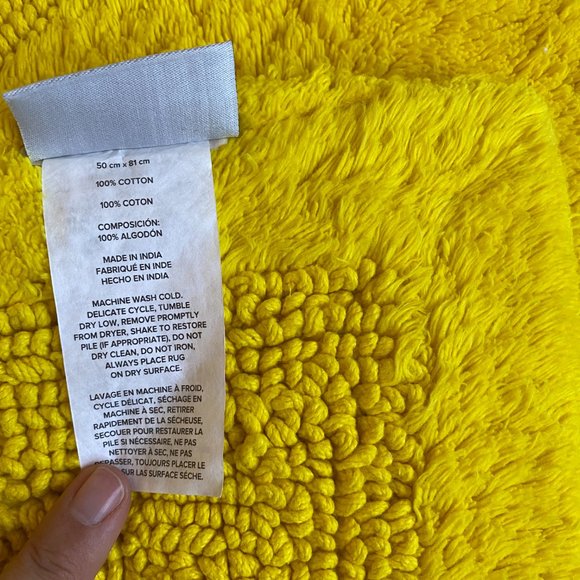 50 cm x 81 cm
100% COTTON
100% COTON
COMPOSICIÓN:
100% ALGODÓN
MADE IN INDIA
FABRIQUÉ EN INDE
HECHO EN INDIA
MACHINE WASH COLD.
DELICATE CYCLE, TUMBLE
DRY LOW, REMOVE PROMPTLY
FROM DRYER, SHAKE TO RESTORE
PILE (IF APPROPRIATE), DO NOT
DRY CLEAN, DO NOT IRON,
ALWAYS PLACE RUG
ON DRY SURFACE.
LAVAGE EN MACHINE À FROID,
CYCLE DÉLICAT, SÉCHAGE EN
MACHINE À SEC, RETIRER
RAPIDEMENT DE LA SÉCHEUSE,
SECOUER POUR RESTAURER LA
PILE SI NÉCESSAIRE, NE PAS
NETTOYER À SEC, NE PAS
REPASSER, TOUJOURS PLACER LE
SUR LAS SURFACE SÈCHE.